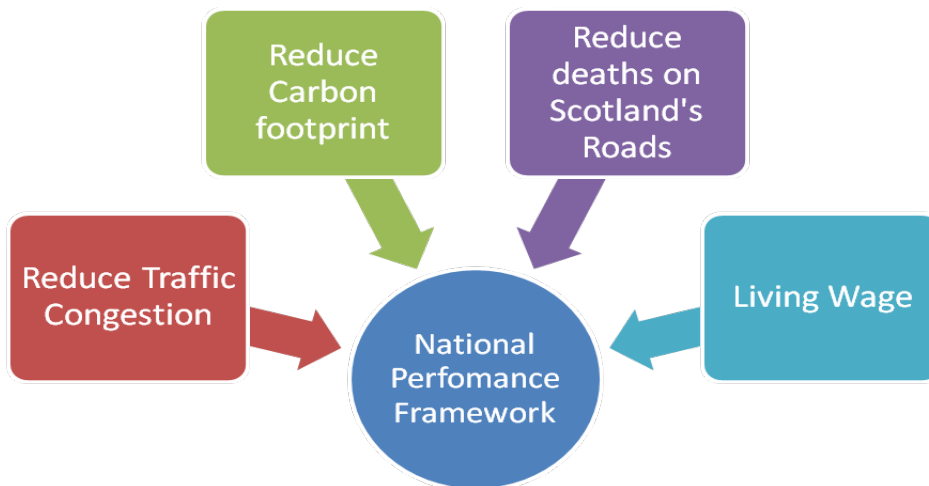 Reduce
Carbon
footprint
Reduce
deaths on
Scotland's
Roads
Reduce Traffic
Congestion
Living Wage
National
Perfomance
Framework